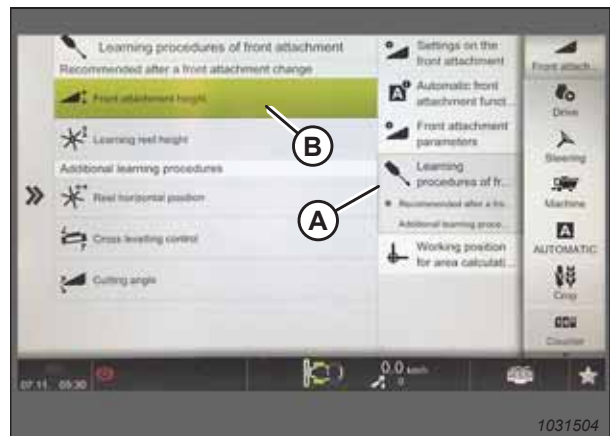 Learning procedures of front attachment
Recommended after a front attachment change
Front attachment height
Learning reel height
Additional learning procedures
Reel horizontal position
Cross levelling control
Cutting angle
Settings on the
front attachment
Automatic front
attachment funct...
Front attachment
parameters
Learning
procedures of fr...
Recommended after a fro...
Additional learning proce...
Working position
for area calculati...
Front attach...
Drive
Steering
Machine
AUTOMATIC
Crop
Counter
B
A
07.11. 05:30
0.0 km/h
0
1031504